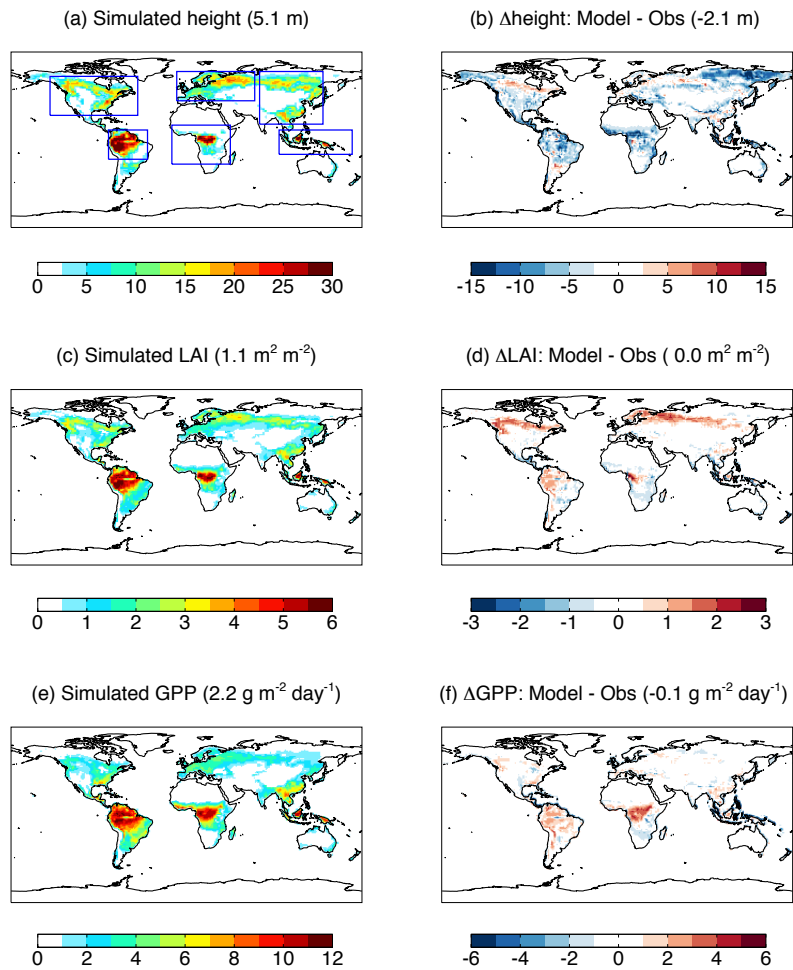 (a) Simulated height (5.1 m)
(b) Δheight: Model - Obs (-2.1 m)
0 5 10 15 20 25 30
-15 -10 -5 0 5 10 15
(c) Simulated LAI (1.1 m² m⁻²)
(d) ΔLAI: Model - Obs ( 0.0 m² m⁻²)
0 1 2 3 4 5 6
-3 -2 -1 0 1 2 3
(e) Simulated GPP (2.2 g m⁻² day⁻¹)
(f) ΔGPP: Model - Obs (-0.1 g m⁻² day⁻¹)
0 2 4 6 8 10 12
-6 -4 -2 0 2 4 6